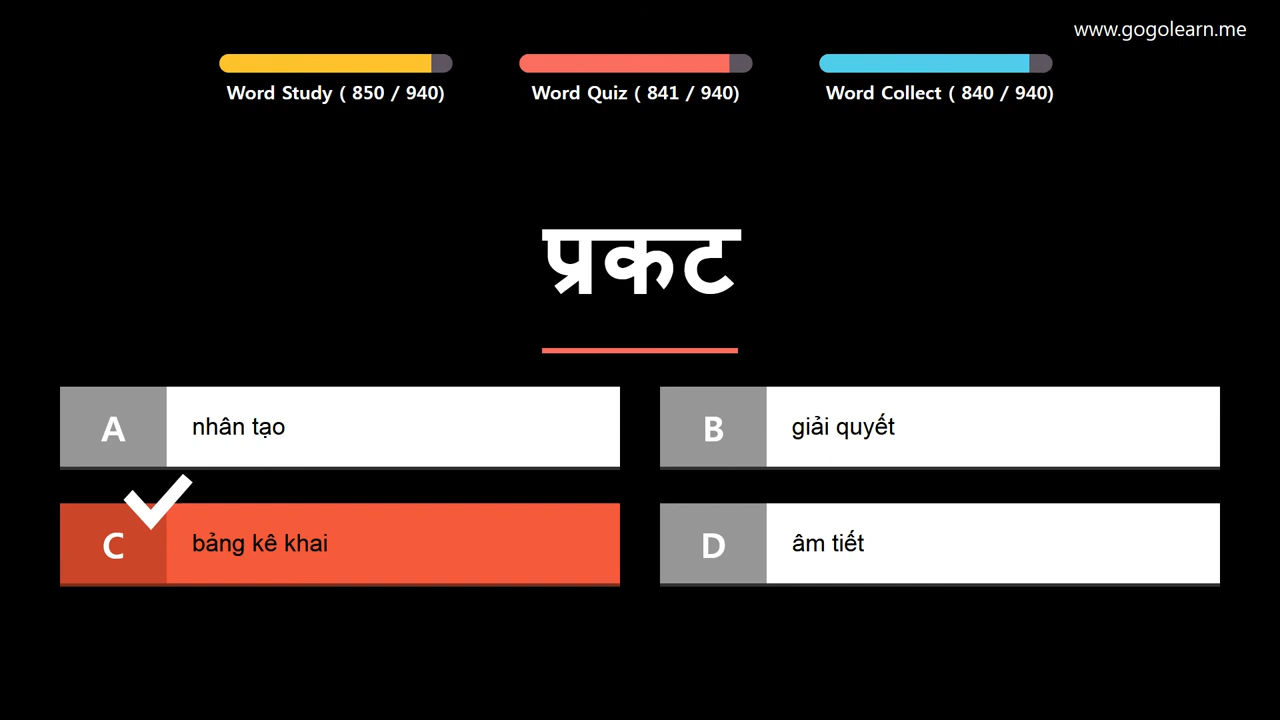 www.gogolearn.me
Word Study ( 850 / 940)
Word Quiz ( 841 / 940)
Word Collect ( 840 / 940)
प्रकट
A
nhân tạo
B
giải quyết
C
bảng kê khai
D
âm tiết